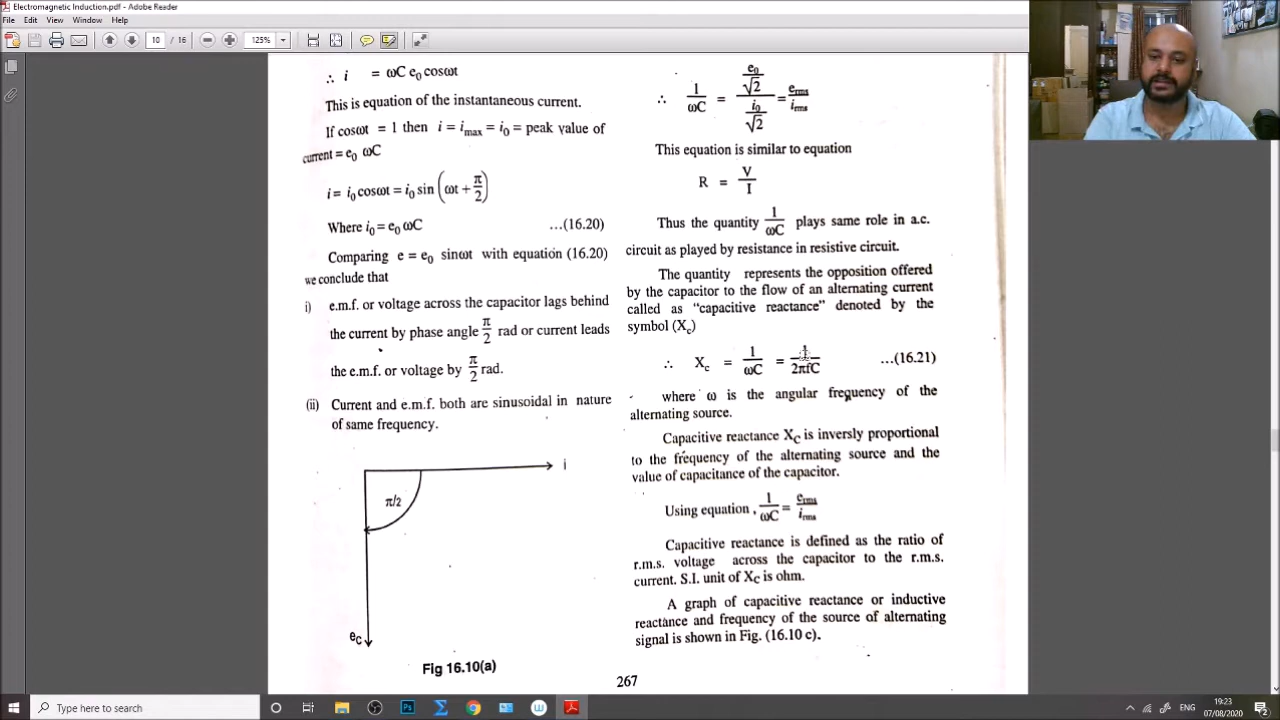 Electromagnetic Induction.pdf - Adobe Reader
File Edit View Window Help
10 / 16 125%
∴ i = ωC e₀ cosωt
This is equation of the instantaneous current.
If cosωt = 1 then i = i_max = i₀ = peak value of
current = e₀ ωC
i = i₀ cosωt = i₀ sin (ωt + π/2)
Where i₀ = e₀ ωC ...(16.20)
Comparing e = e₀ sinωt with equation (16.20)
we conclude that
i) e.m.f. or voltage across the capacitor lags behind
the current by phase angle π/2 rad or current leads
the e.m.f. or voltage by π/2 rad.
(ii) Current and e.m.f. both are sinusoidal in nature
of same frequency.
i
π/2
e_C
Fig 16.10(a)
∴ 1/ωC = (e₀/√2)/(i₀/√2) = e_rms/i_rms
This equation is similar to equation
R = V/I
Thus the quantity 1/ωC plays same role in a.c.
circuit as played by resistance in resistive circuit.
The quantity represents the opposition offered
by the capacitor to the flow of an alternating current
called as “capacitive reactance” denoted by the
symbol (X_c)
∴ X_c = 1/ωC = 1/2πfC ...(16.21)
where ω is the angular frequency of the
alternating source.
Capacitive reactance X_C is inversly proportional
to the frequency of the alternating source and the
value of capacitance of the capacitor.
Using equation, 1/ωC = e_rms/i_rms
Capacitive reactance is defined as the ratio of
r.m.s. voltage across the capacitor to the r.m.s.
current. S.I. unit of X_C is ohm.
A graph of capacitive reactance or inductive
reactance and frequency of the source of alternating
signal is shown in Fig. (16.10 c).
267
Type here to search
ENG
19:23
07/08/2020